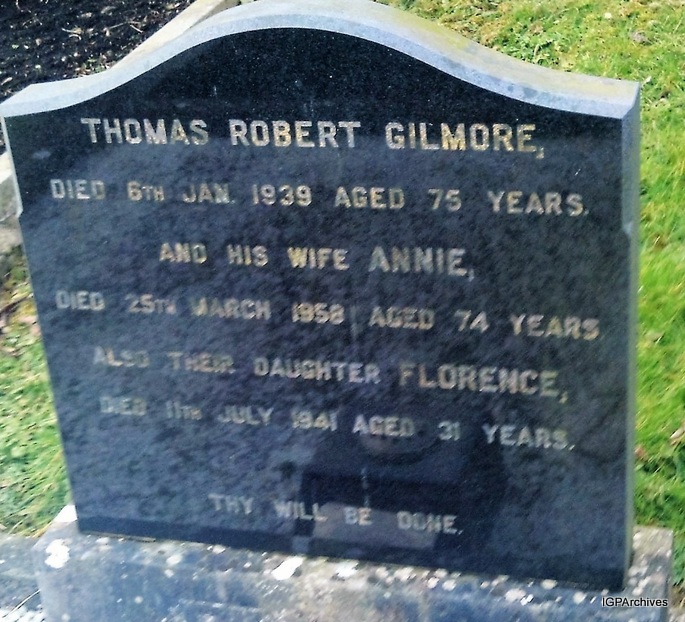 THOMAS ROBERT GILMORE,
DIED 6TH JAN. 1939 AGED 75 YEARS.
AND HIS WIFE ANNIE,
DIED 25TH MARCH 1958 AGED 74 YEARS
ALSO THEIR DAUGHTER FLORENCE,
DIED 11TH JULY 1941 AGED 31 YEARS.
THY WILL BE DONE.
IGPArchives